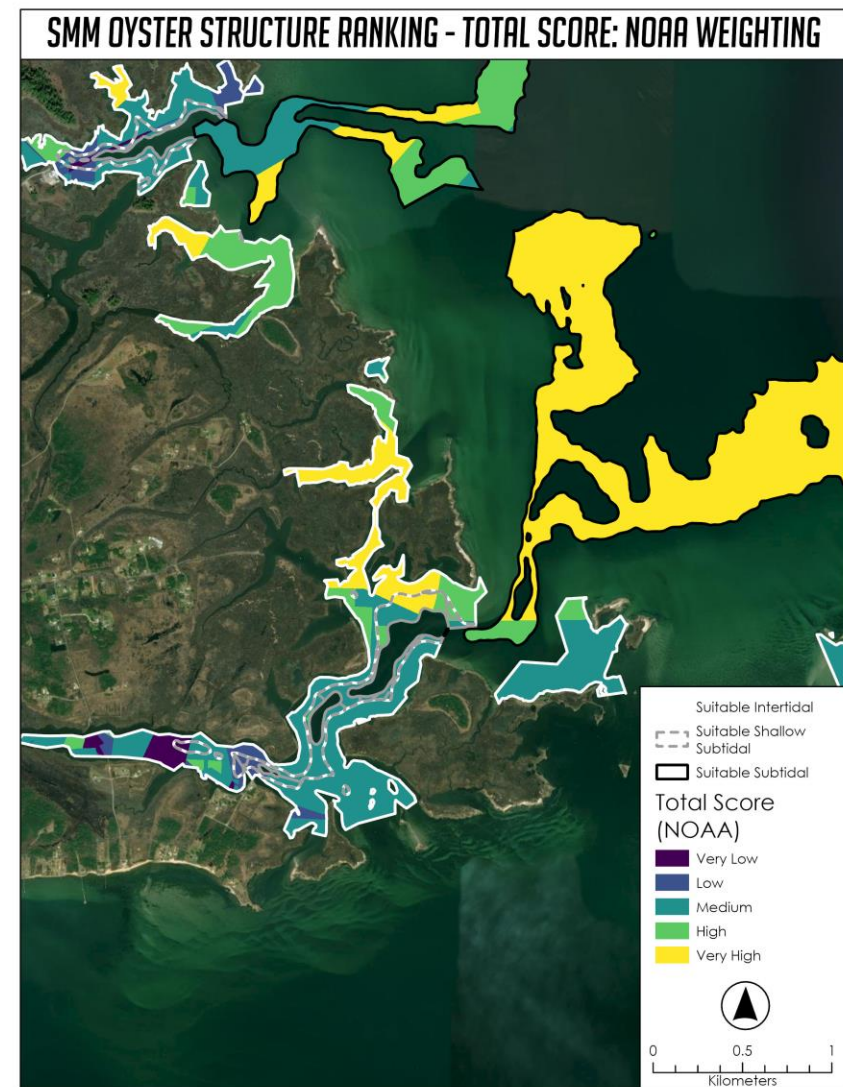 SMM OYSTER STRUCTURE RANKING - TOTAL SCORE: NOAA WEIGHTING
Suitable Intertidal
Suitable Shallow
Subtidal
Suitable Subtidal
Total Score
(NOAA)
Very Low
Low
Medium
High
Very High
0 0.5 1
Kilometers